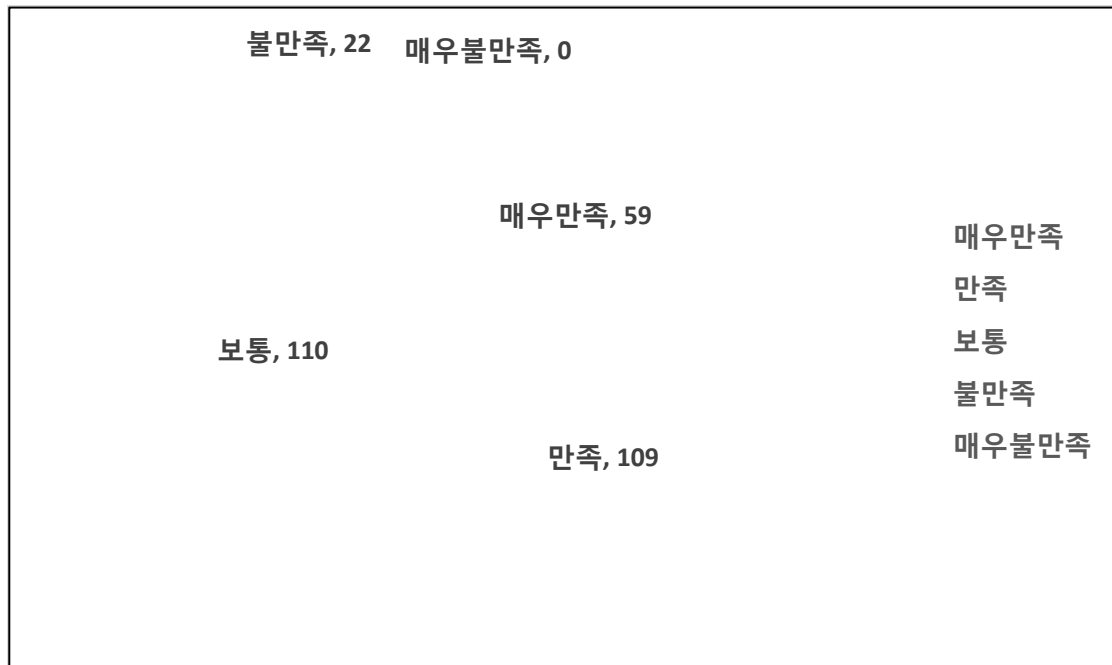 불만족, 22
매우불만족, 0
매우만족, 59
보통, 110
만족, 109
매우만족
만족
보통
불만족
매우불만족